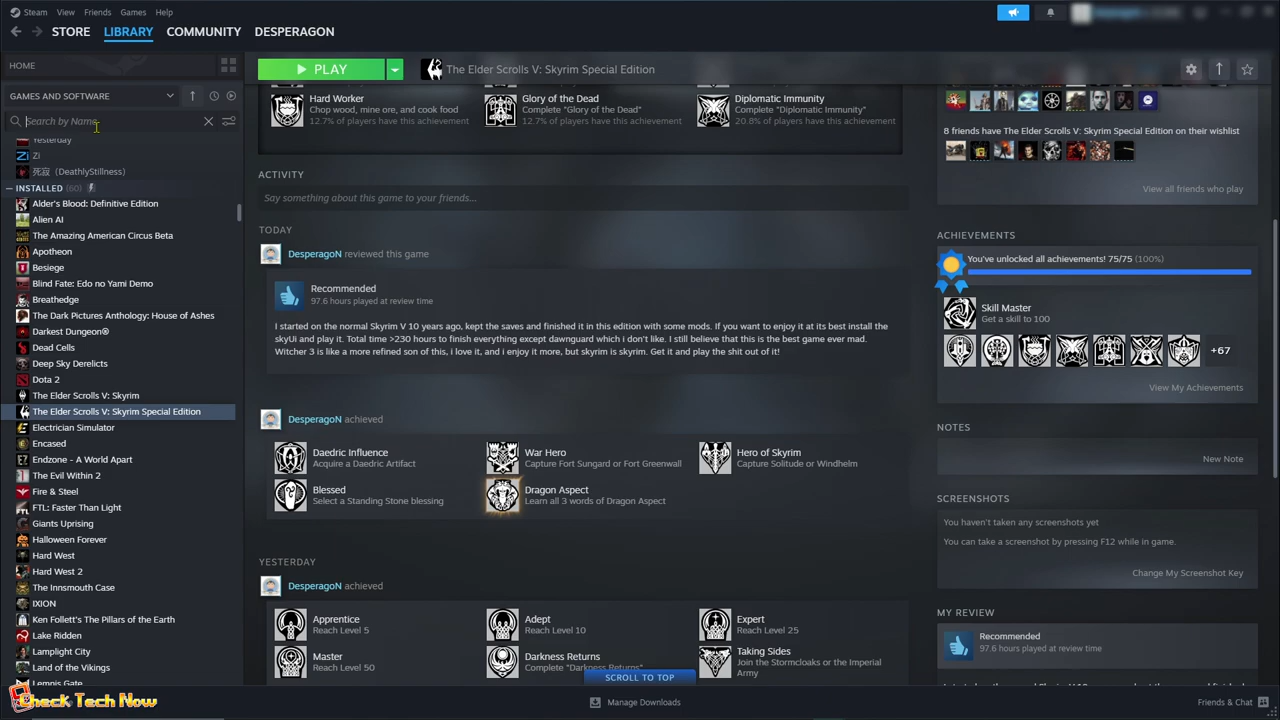 Steam View Friends Games Help
STORE LIBRARY COMMUNITY DESPERAGON
HOME
GAMES AND SOFTWARE
Search by Name
Yesterday
Zi
死寂 (DeathlyStillness)
INSTALLED (60)
Alder's Blood: Definitive Edition
Alien AI
The Amazing American Circus Beta
Apotheon
Besiege
Blind Fate: Edo no Yami Demo
Breathedge
The Dark Pictures Anthology: House of Ashes
Darkest Dungeon®
Dead Cells
Deep Sky Derelicts
Dota 2
The Elder Scrolls V: Skyrim
The Elder Scrolls V: Skyrim Special Edition
Electrician Simulator
Encased
Endzone - A World Apart
The Evil Within 2
Fire & Steel
FTL: Faster Than Light
Giants Uprising
Halloween Forever
Hard West
Hard West 2
The Innsmouth Case
IXION
Ken Follett's The Pillars of the Earth
Lake Ridden
Lamplight City
Land of the Vikings
Lempis Gate
Check Tech Now
PLAY
The Elder Scrolls V: Skyrim Special Edition
Hard Worker
Chop wood, mine ore, and cook food
12.7% of players have this achievement
Glory of the Dead
Complete "Glory of the Dead"
12.7% of players have this achievement
Diplomatic Immunity
Complete "Diplomatic Immunity"
20.8% of players have this achievement
ACTIVITY
Say something about this game to your friends...
TODAY
DesperagoN reviewed this game
Recommended
97.6 hours played at review time
I started on the normal Skyrim V 10 years ago, kept the saves and finished it in this edition with some mods. If you want to enjoy it at its best install the
skyUi and play it. Total time >230 hours to finish everything except dawnguard which i don't like. I still believe that this is the best game ever mad.
Witcher 3 is like a more refined son of this, i love it, and i enjoy it more, but skyrim is skyrim. Get it and play the shit out of it!
DesperagoN achieved
Daedric Influence
Acquire a Daedric Artifact
War Hero
Capture Fort Sungard or Fort Greenwall
Hero of Skyrim
Capture Solitude or Windhelm
Blessed
Select a Standing Stone blessing
Dragon Aspect
Learn all 3 words of Dragon Aspect
YESTERDAY
DesperagoN achieved
Apprentice
Reach Level 5
Adept
Reach Level 10
Expert
Reach Level 25
Master
Reach Level 50
Darkness Returns
Complete "Darkness Returns"
Taking Sides
Join the Stormcloaks or the Imperial
Army
SCROLL TO TOP
Manage Downloads
8 friends have The Elder Scrolls V: Skyrim Special Edition on their wishlist
View all friends who play
ACHIEVEMENTS
You've unlocked all achievements! 75/75 (100%)
Skill Master
Get a skill to 100
+67
View My Achievements
NOTES
New Note
SCREENSHOTS
You haven't taken any screenshots yet
You can take a screenshot by pressing F12 while in game.
Change My Screenshot Key
MY REVIEW
Recommended
97.6 hours played at review time
Friends & Chat